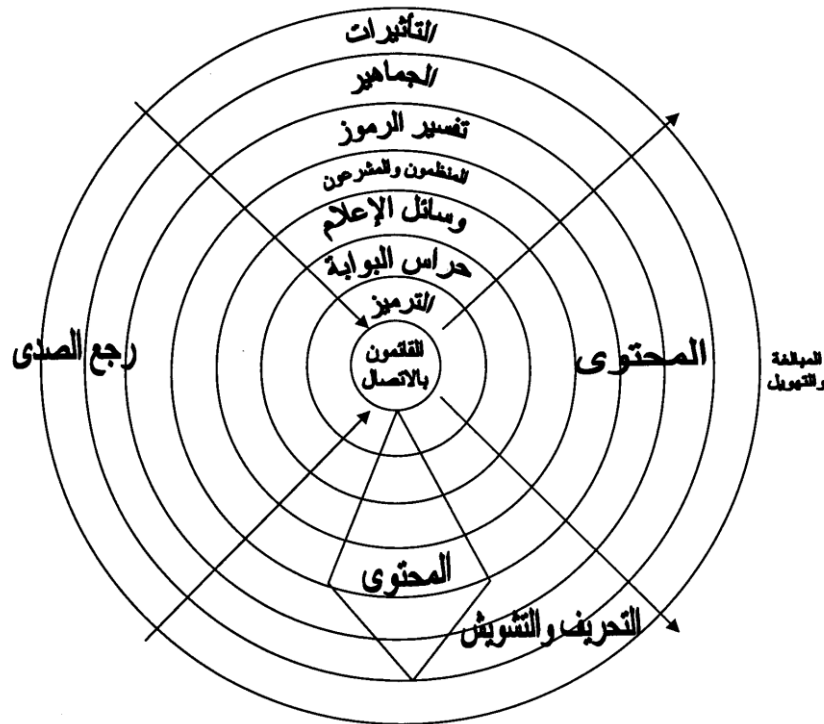 التأثيرات
الجماهير
تفسير الرموز
المنظمون والمشرعون
وسائل الإعلام
حراس البوابة
الترميز
القائمون
بالاتصال
المحتوى
المبالغة
والتهويل
رجع الصدى
المحتوى
التحريف والتشويش